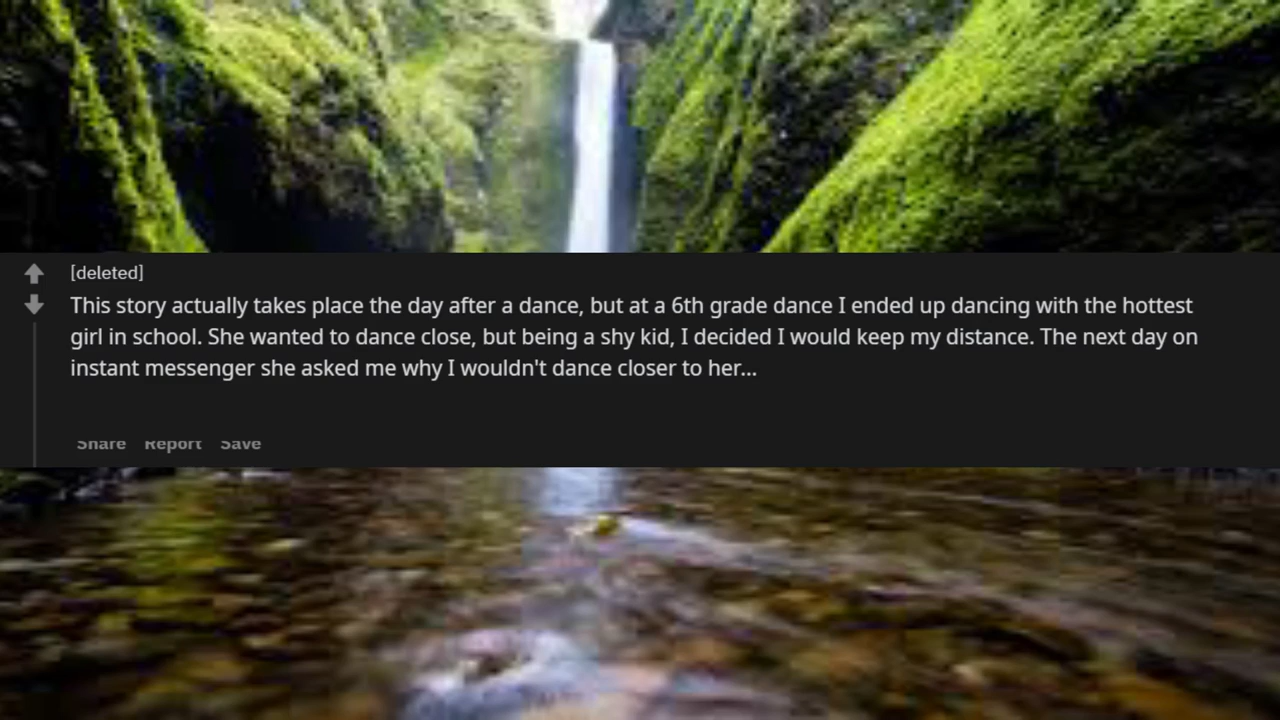 [deleted]
This story actually takes place the day after a dance, but at a 6th grade dance I ended up dancing with the hottest
girl in school. She wanted to dance close, but being a shy kid, I decided I would keep my distance. The next day on
instant messenger she asked me why I wouldn't dance closer to her...
Share Report Save